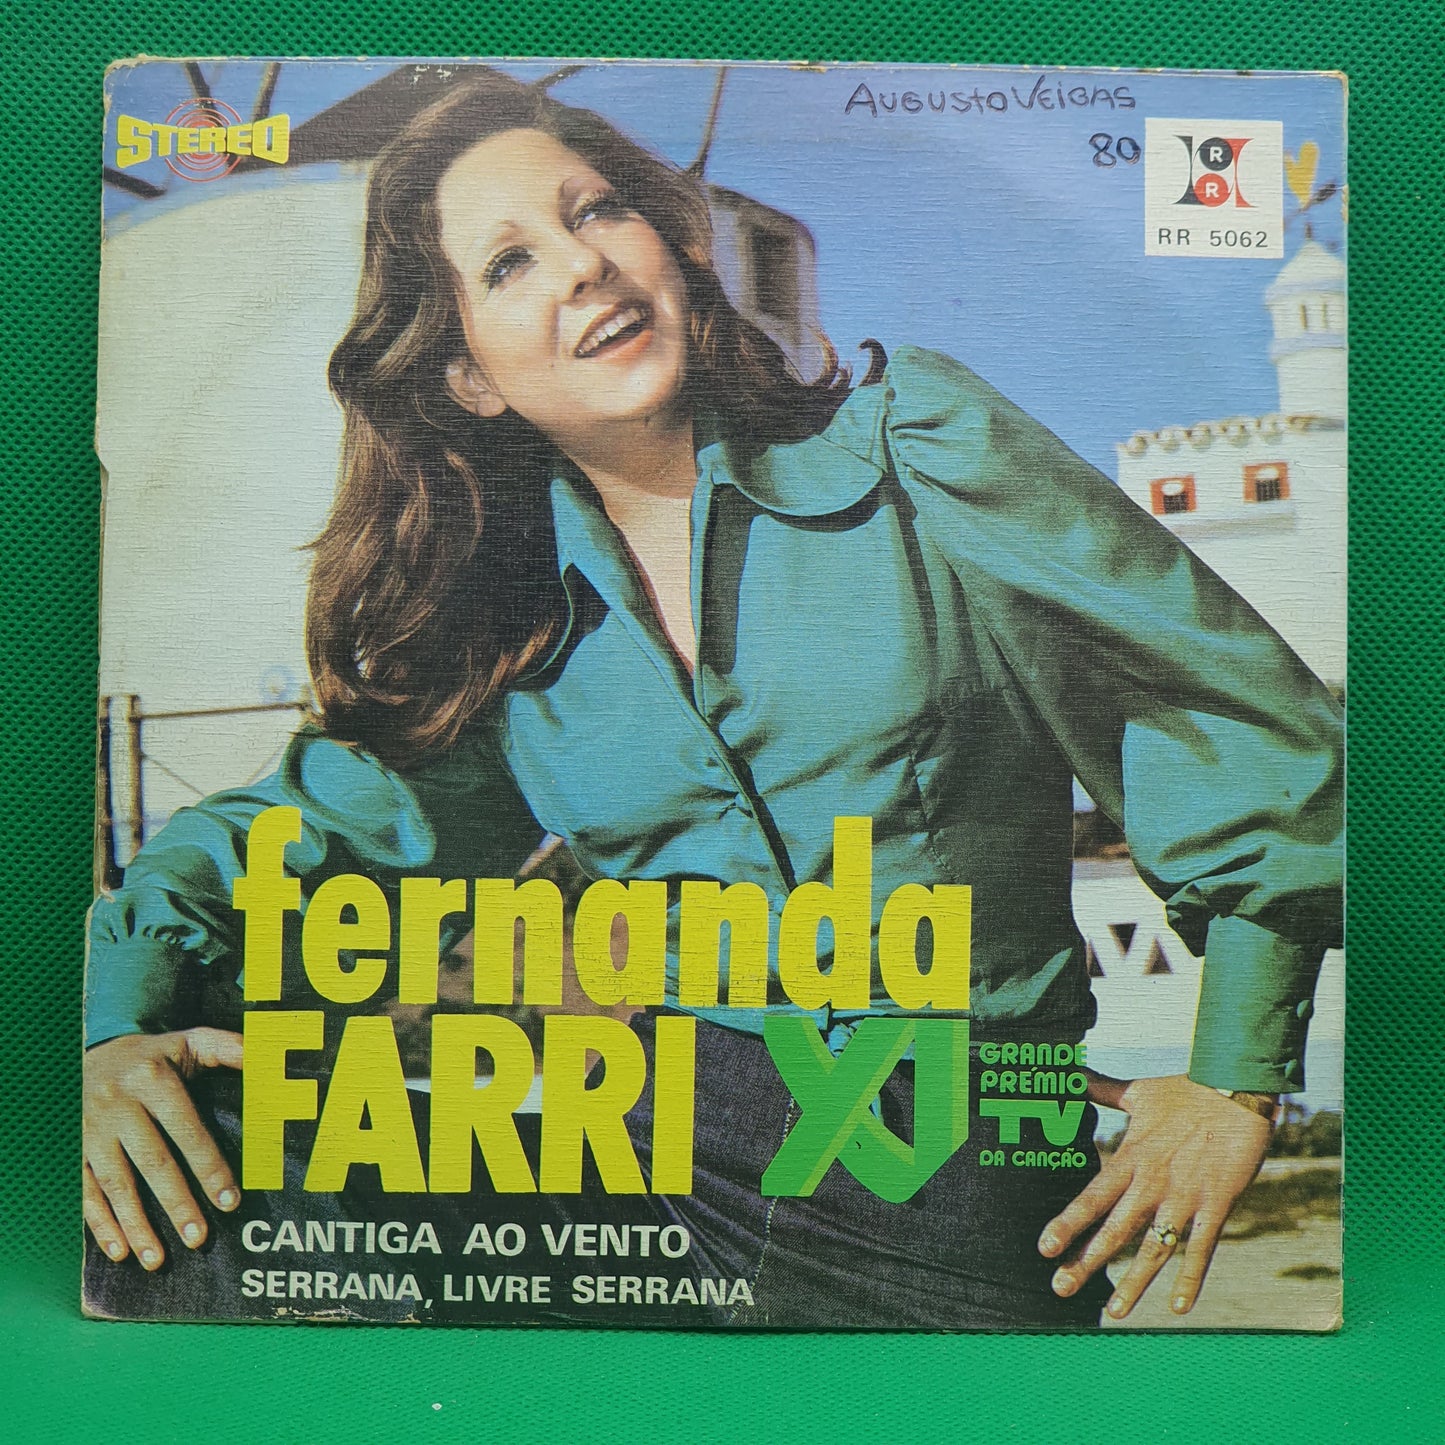 STEREO
AUGUSTO VEIGAS
80
R
R
RR 5062
fernanda
FARRI
XI
GRANDE
PRÉMIO
TV
DA CANÇÃO
CANTIGA AO VENTO
SERRANA, LIVRE SERRANA